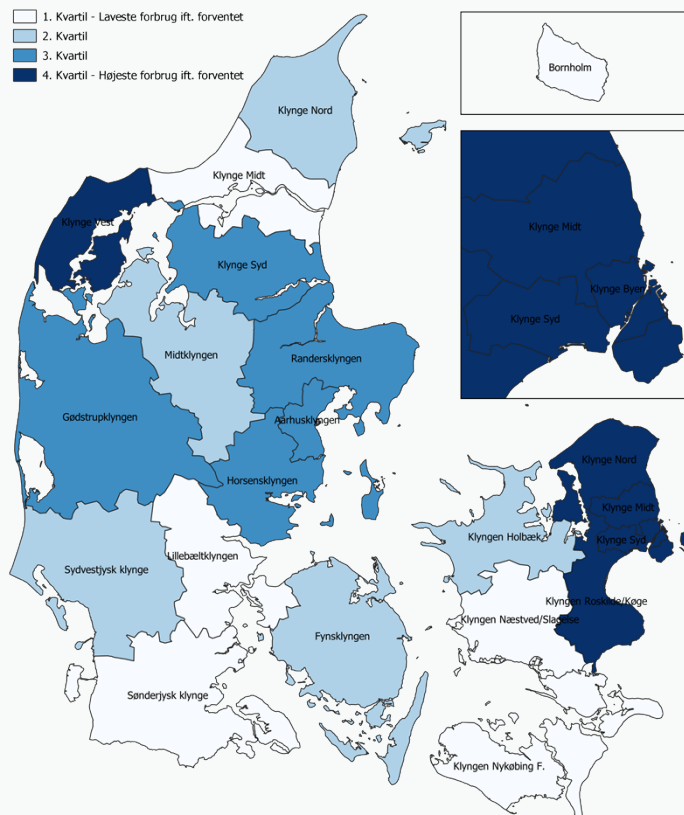 1. Kvartil - Laveste forbrug ift. forventet
2. Kvartil
3. Kvartil
4. Kvartil - Højeste forbrug ift. forventet
Bornholm
Klynge Nord
Klynge Midt
Klynge Vest
Klynge Syd
Klynge Midt
Klynge Byen
Klynge Syd
Midtklyngen
Randersklyngen
Gødstrupklyngen
Aarhusklyngen
Horsensklyngen
Klynge Nord
Klynge Midt
Klyngen Holbæk
Klynge Syd
Lillebæltklyngen
Sydvestjysk klynge
Klyngen Roskilde/Køge
Klyngen Næstved/Slagelse
Fynsklyngen
Sønderjysk klynge
Klyngen Nykøbing F.